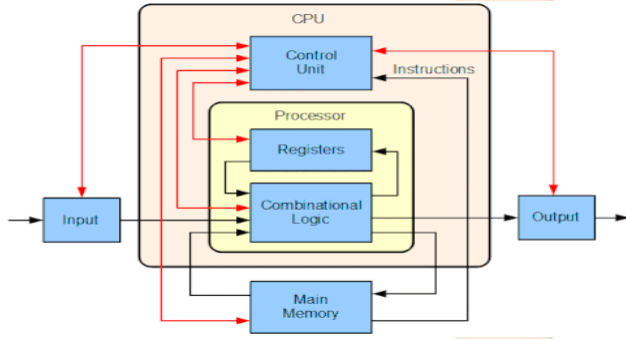 CPU
Control
Unit
Instructions
Processor
Registers
Combinational
Logic
Input
Output
Main
Memory